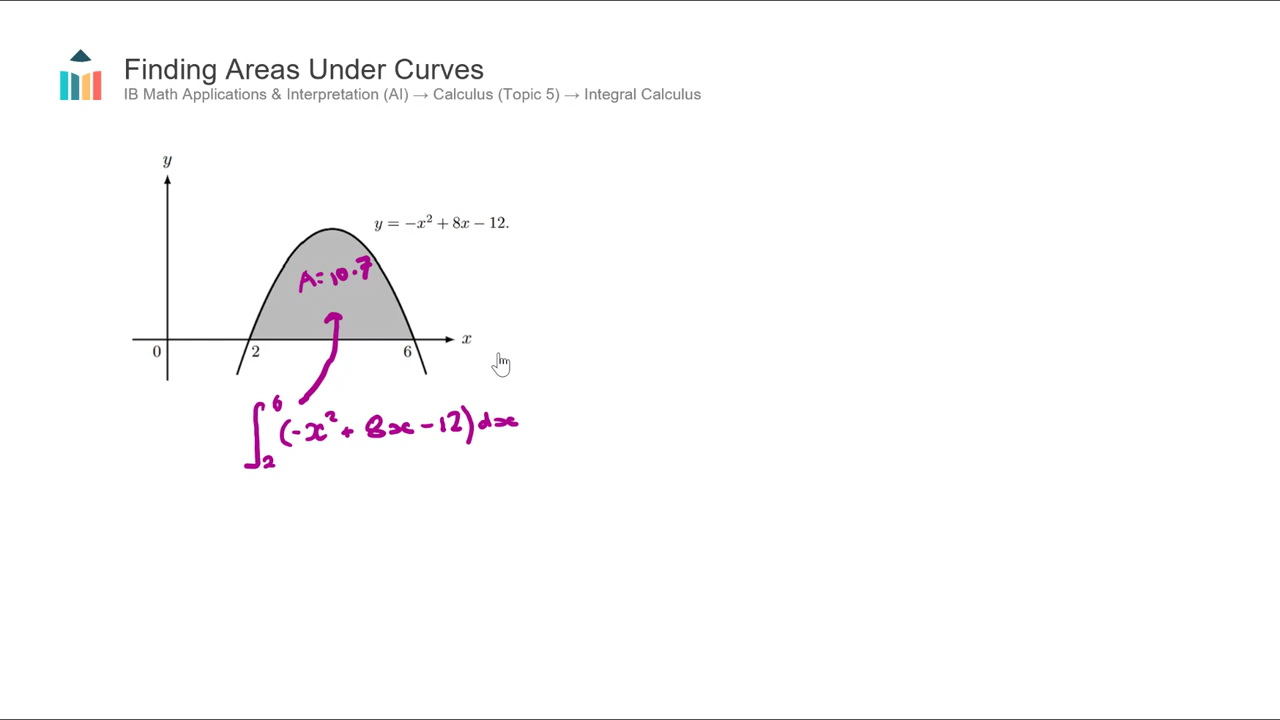 Finding Areas Under Curves
IB Math Applications & Interpretation (AI) → Calculus (Topic 5) → Integral Calculus
y
y = −x² + 8x − 12.
A=10.7
x
0 2 6
∫₂⁶ (-x² + 8x - 12) dx